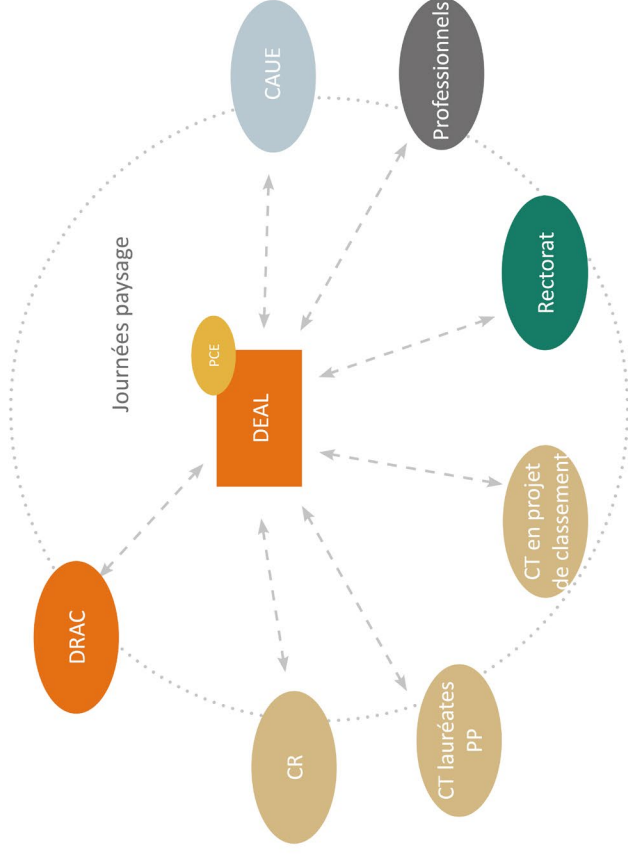 Journées paysage
DRAC
CAUE
PCE
DEAL
CR
Professionnels
CT lauréates
PP
CT en projet
de classement
Rectorat